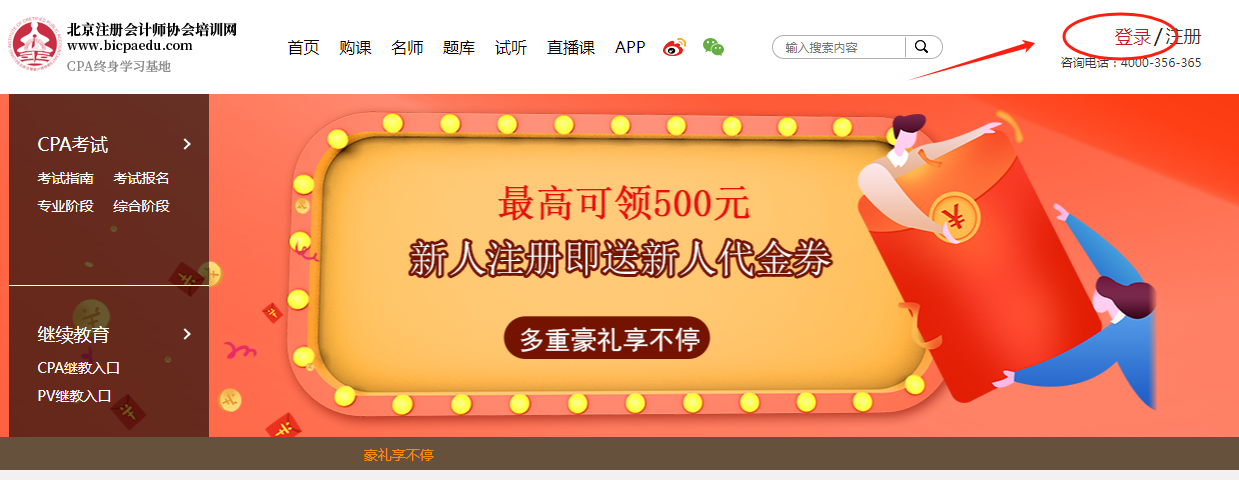 北京注册会计师协会培训网
www.bicpaedu.com
CPA终身学习基地
首页 购课 名师 题库 试听 直播课 APP
输入搜索内容
登录/注册
咨询电话：4000-356-365
CPA考试
考试指南 考试报名
专业阶段 综合阶段
继续教育
CPA继教入口
PV继教入口
最高可领500元
新人注册即送新人代金券
多重豪礼享不停
豪礼享不停